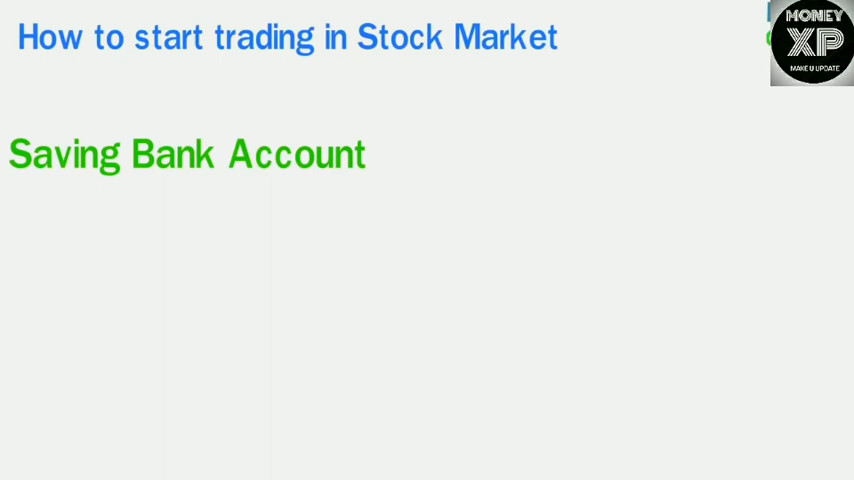 How to start trading in Stock Market
MONEY
XP
MAKE U UPDATE
Saving Bank Account